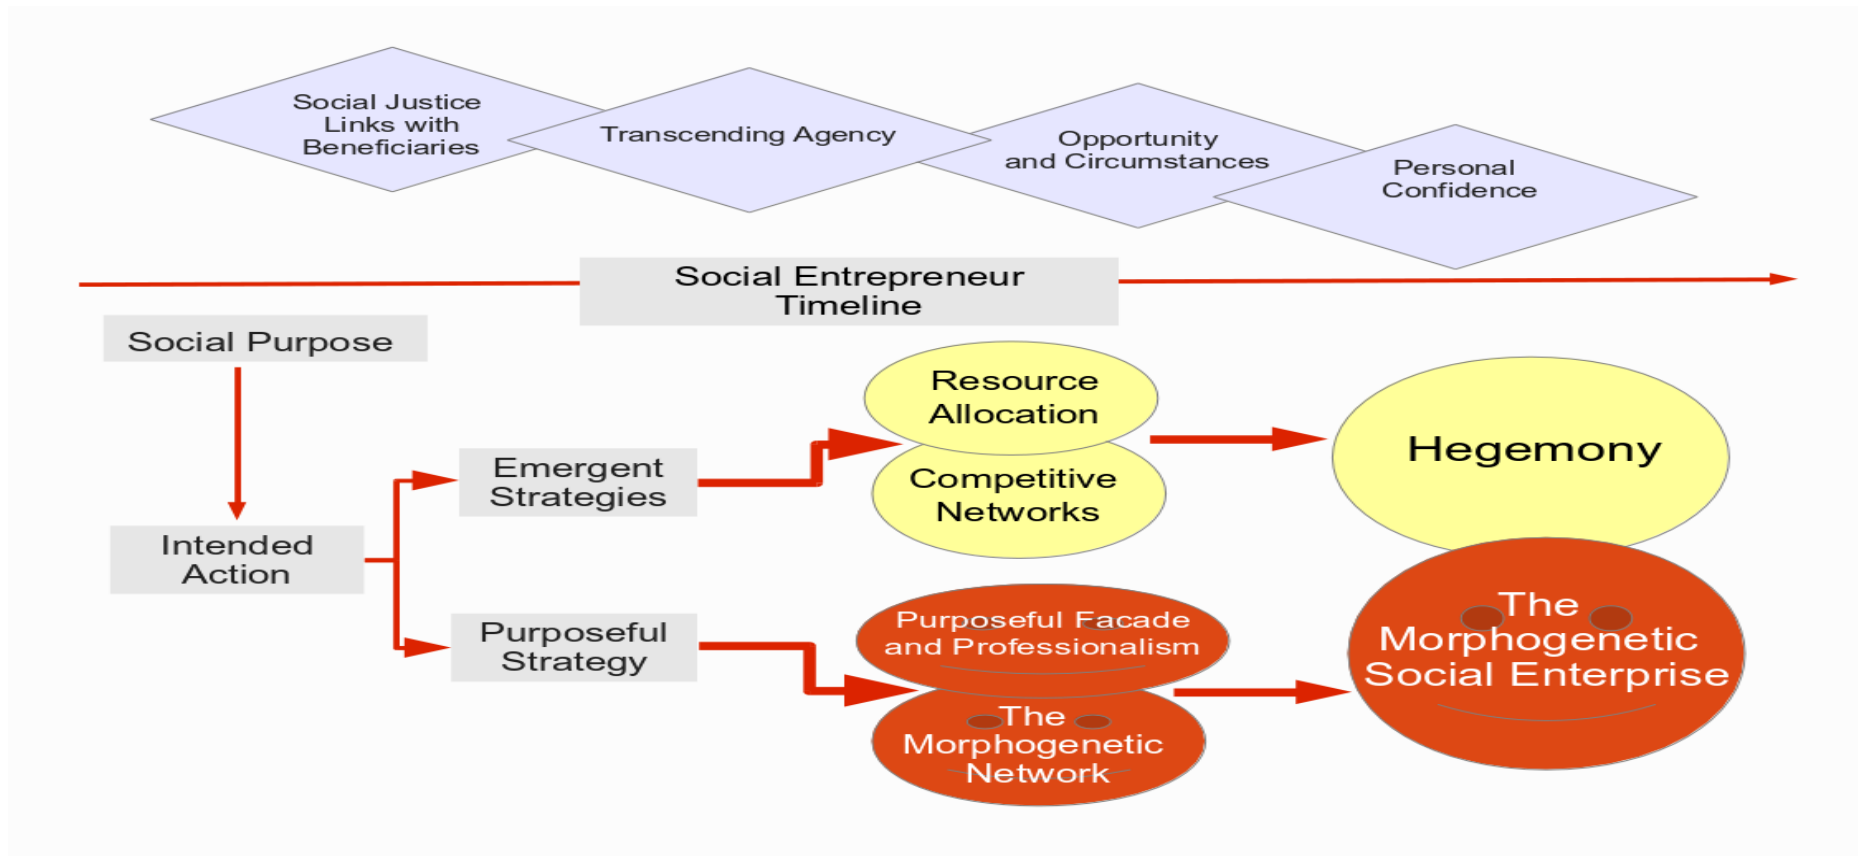 Social Justice
Links with
Beneficiaries
Transcending Agency
Opportunity
and Circumstances
Personal
Confidence
Social Entrepreneur
Timeline
Social Purpose
Intended
Action
Emergent
Strategies
Purposeful
Strategy
Resource
Allocation
Competitive
Networks
Purposeful Facade
and Professionalism
The
Morphogenetic
Network
Hegemony
The
Morphogenetic
Social Enterprise